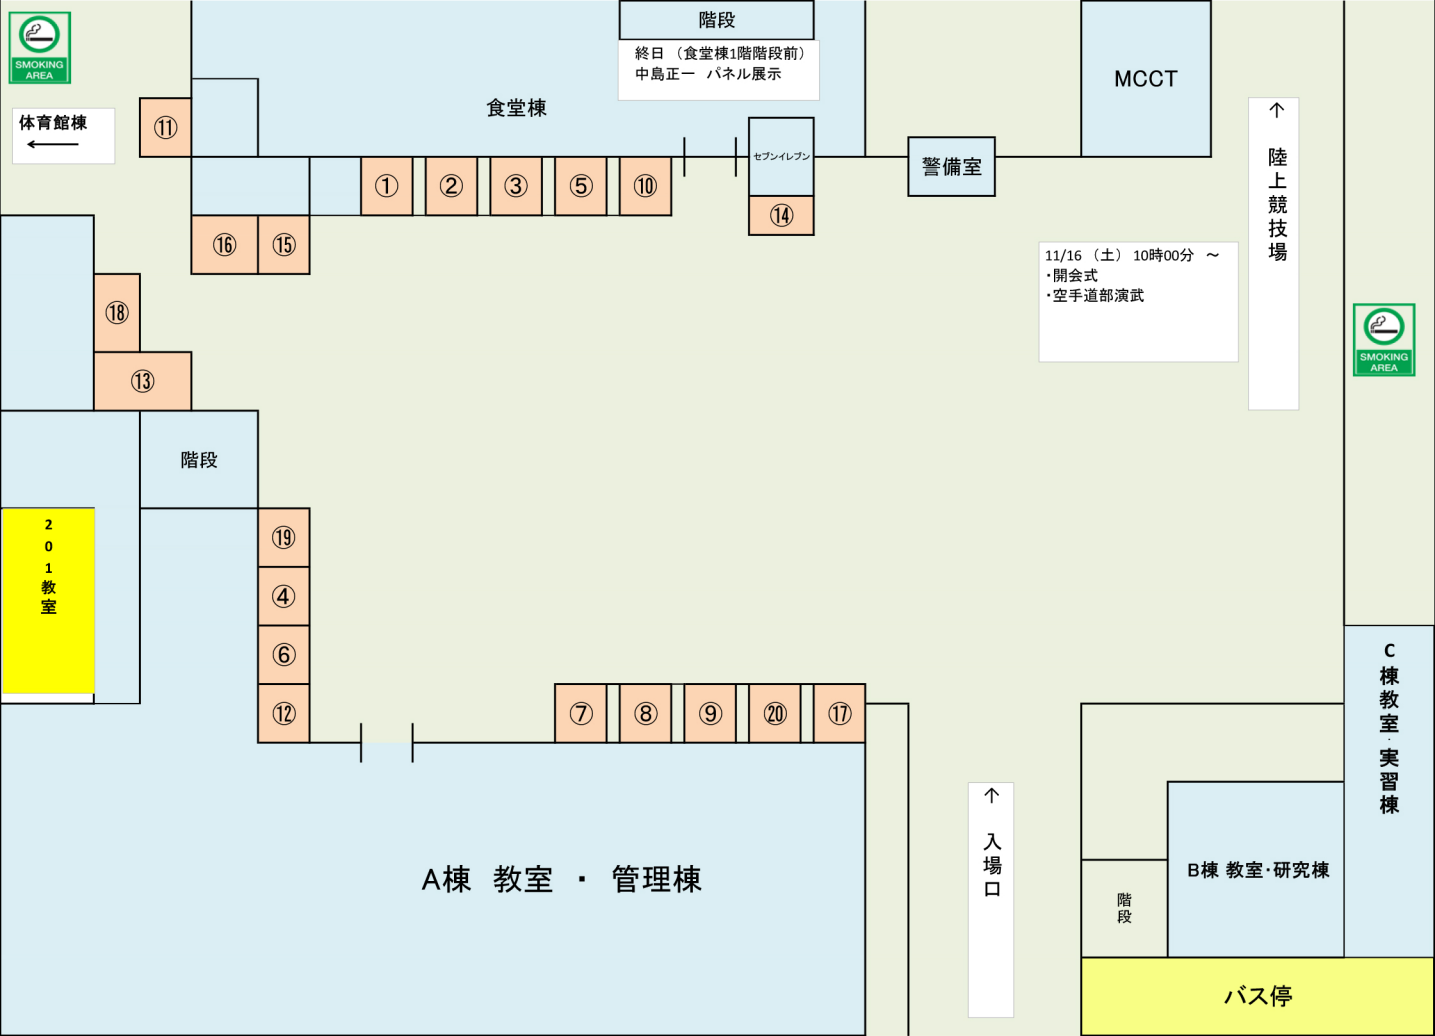 SMOKING
AREA
体育館棟
←
階段
終日 （食堂棟1階階段前）
中島正一 パネル展示
食堂棟
MCCT
⑪
①
②
③
⑤
⑩
セブンイレブン
⑭
警備室
↑ 陸上競技場
⑯
⑮
11/16 （土） 10時00分 ～
・開会式
・空手道部演武
SMOKING
AREA
⑱
⑬
階段
201教室
⑲
④
⑥
⑫
⑦
⑧
⑨
⑳
⑰
C棟教室・実習棟
↑ 入場口
A棟 教室 ・ 管理棟
B棟 教室・研究棟
階段
バス停